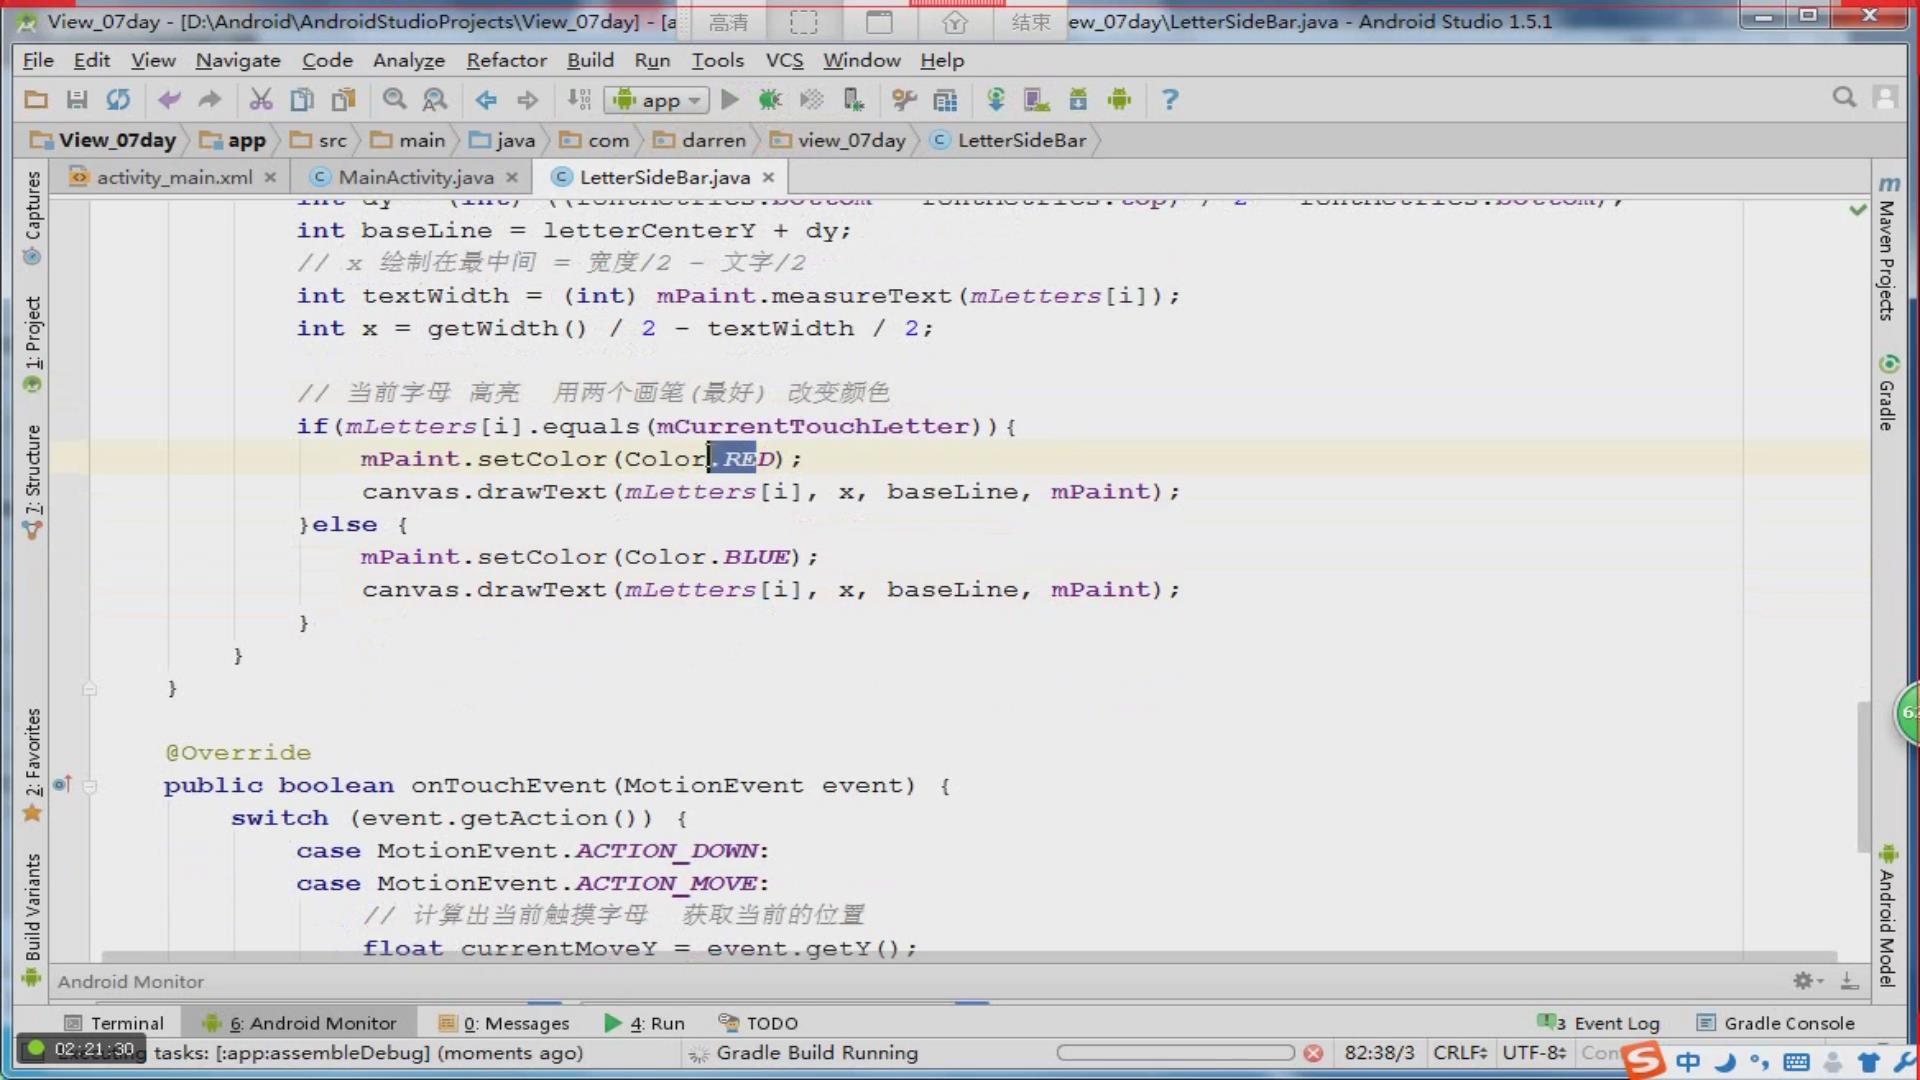 View_07day - [D:\Android\AndroidStudioProjects\View_07day] - [a
高清
结束
ew_07day\LetterSideBar.java - Android Studio 1.5.1
File Edit View Navigate Code Analyze Refactor Build Run Tools VCS Window Help
app
View_07day app src main java com darren view_07day LetterSideBar
activity_main.xml MainActivity.java LetterSideBar.java
int dy = (int) ((fontMetrics.bottom - fontMetrics.top) / 2 - fontMetrics.bottom);
int baseLine = letterCenterY + dy;
// x 绘制在最中间 = 宽度/2 - 文字/2
int textWidth = (int) mPaint.measureText(mLetters[i]);
int x = getWidth() / 2 - textWidth / 2;
// 当前字母 高亮 用两个画笔(最好) 改变颜色
if(mLetters[i].equals(mCurrentTouchLetter)){
mPaint.setColor(Color.RED);
canvas.drawText(mLetters[i], x, baseLine, mPaint);
}else {
mPaint.setColor(Color.BLUE);
canvas.drawText(mLetters[i], x, baseLine, mPaint);
}
}
}
@Override
public boolean onTouchEvent(MotionEvent event) {
switch (event.getAction()) {
case MotionEvent.ACTION_DOWN:
case MotionEvent.ACTION_MOVE:
// 计算出当前触摸字母 获取当前的位置
float currentMoveY = event.getY();
Captures
1: Project
7: Structure
2: Favorites
Build Variants
Maven Projects
Gradle
Android Model
Android Monitor
Terminal 6: Android Monitor 0: Messages 4: Run TODO 3 Event Log Gradle Console
02:21:30 tasks: [:app:assembleDebug] (moments ago) Gradle Build Running 82:38/3 CRLF UTF-8 Con
中